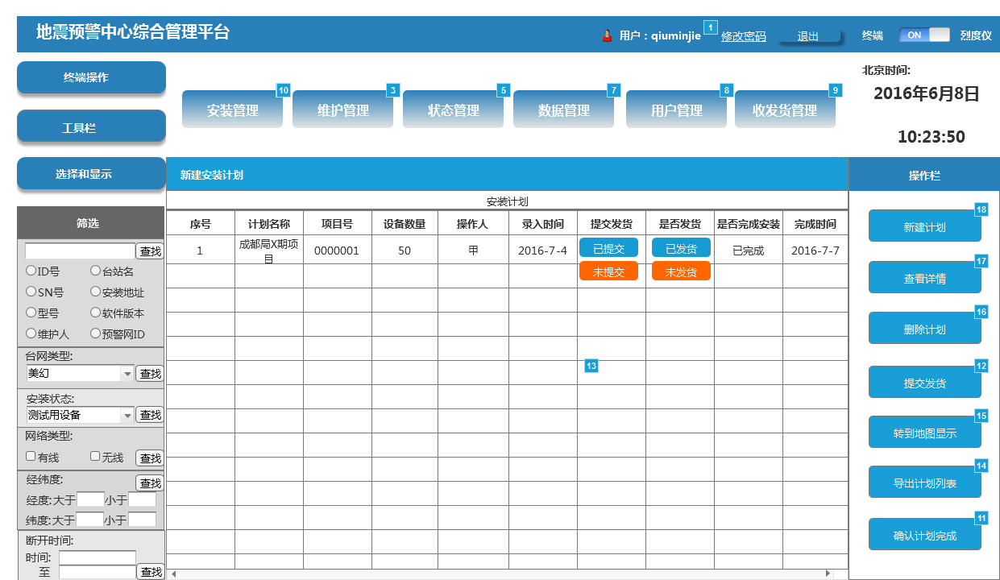 地震预警中心综合管理平台
用户：qiuminjie
1
修改密码
退出
终端
ON
烈度仪
终端操作
工具栏
选择和显示
安装管理
10
维护管理
3
状态管理
5
数据管理
7
用户管理
8
收发货管理
9
北京时间:
2016年6月8日
10:23:50
新建安装计划
操作栏
安装计划
序号 计划名称 项目号 设备数量 操作人 录入时间 提交发货 是否发货 是否完成安装 完成时间
1 成都局X期项目 0000001 50 甲 2016-7-4 已提交 已发货 已完成 2016-7-7
未提交 未发货
13
筛选
查找
ID号 台站名
SN号 安装地址
型号 软件版本
维护人 预警网ID
台网类型:
美幻 查找
安装状态:
测试用设备 查找
网络类型:
有线 无线 查找
经纬度: 查找
经度:大于 小于
纬度:大于 小于
断开时间:
时间:
至 查找
新建计划
18
查看详情
17
删除计划
16
提交发货
12
转到地图显示
15
导出计划列表
14
确认计划完成
11